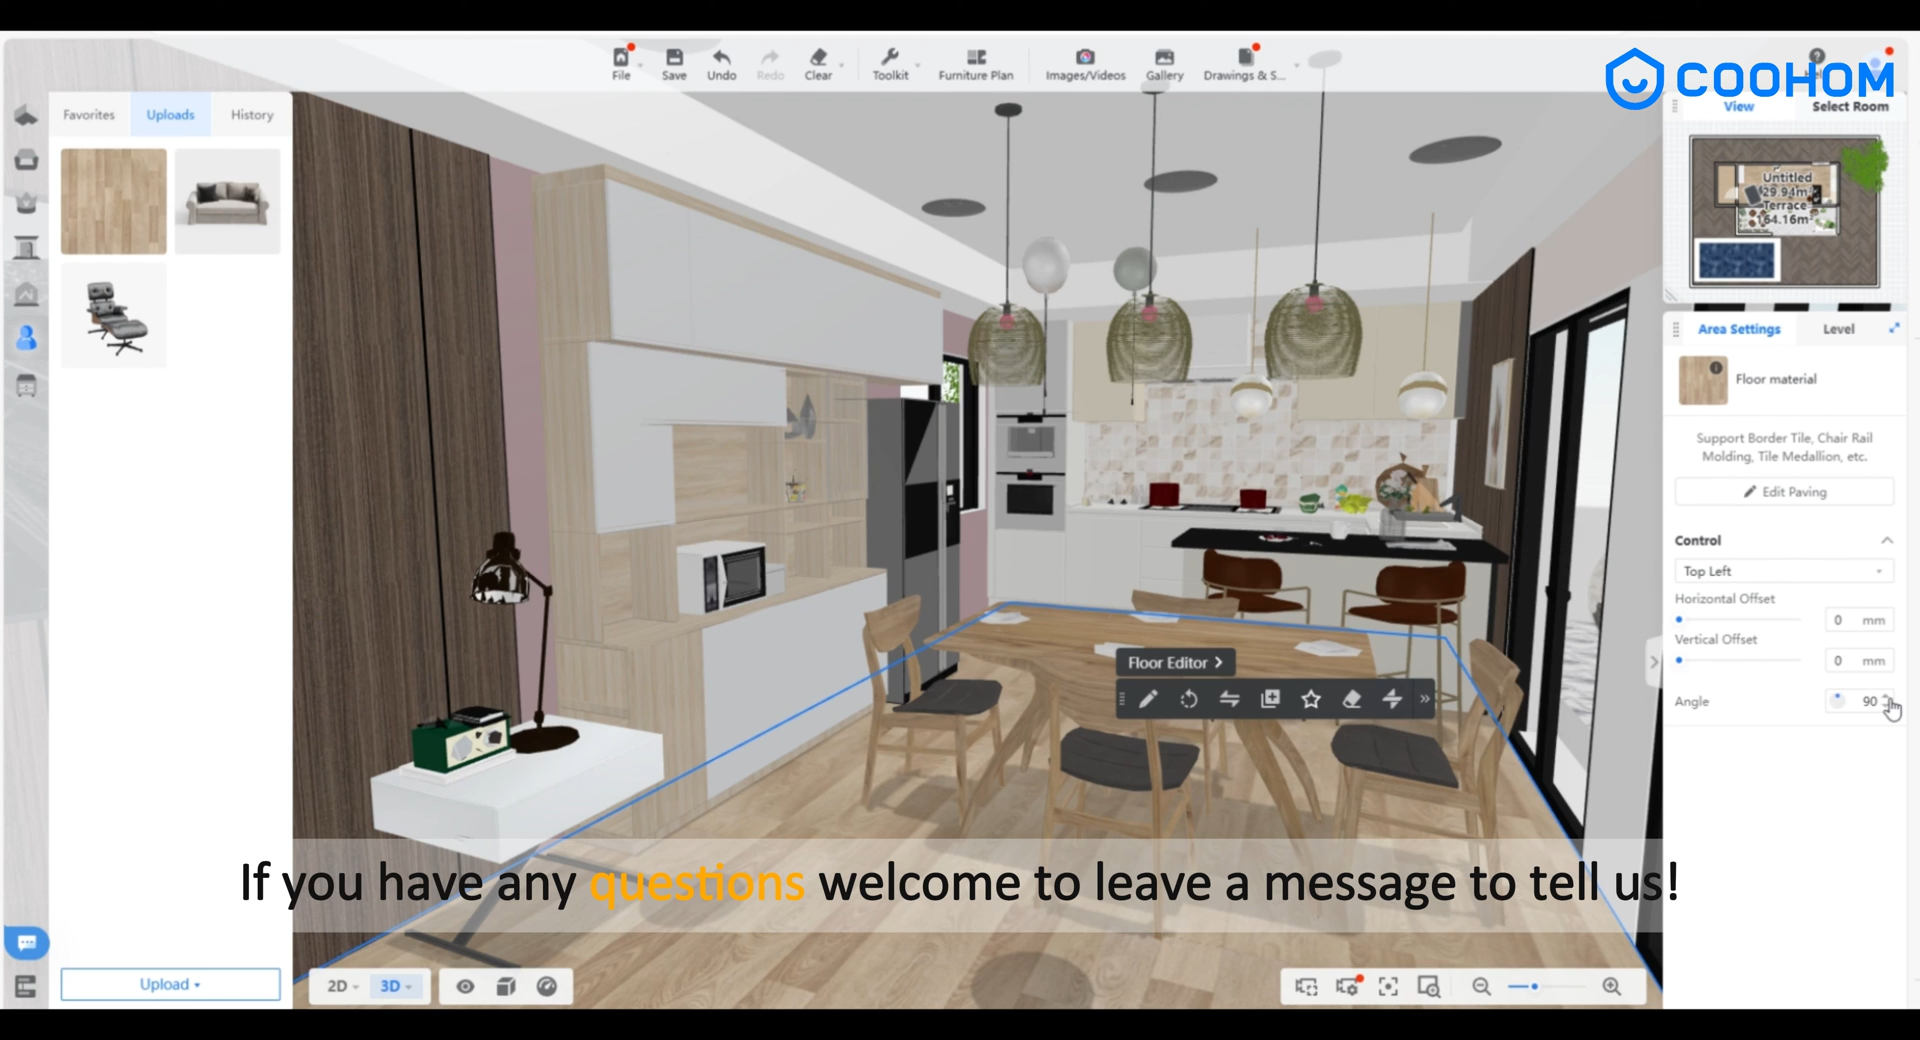 File
Save
Undo
Redo
Clear
Toolkit
Furniture Plan
Images/Videos
Gallery
Drawings & S...
COOHOM
Favorites
Uploads
History
View
Select Room
Untitled
29.94m²
Terrace
164.16m²
Area Settings
Level
Floor material
Support Border Tile, Chair Rail
Molding, Tile Medallion, etc.
Edit Paving
Control
Top Left
Horizontal Offset
0 mm
Vertical Offset
0 mm
Angle
90
Floor Editor
If you have any questions welcome to leave a message to tell us!
Upload
2D
3D